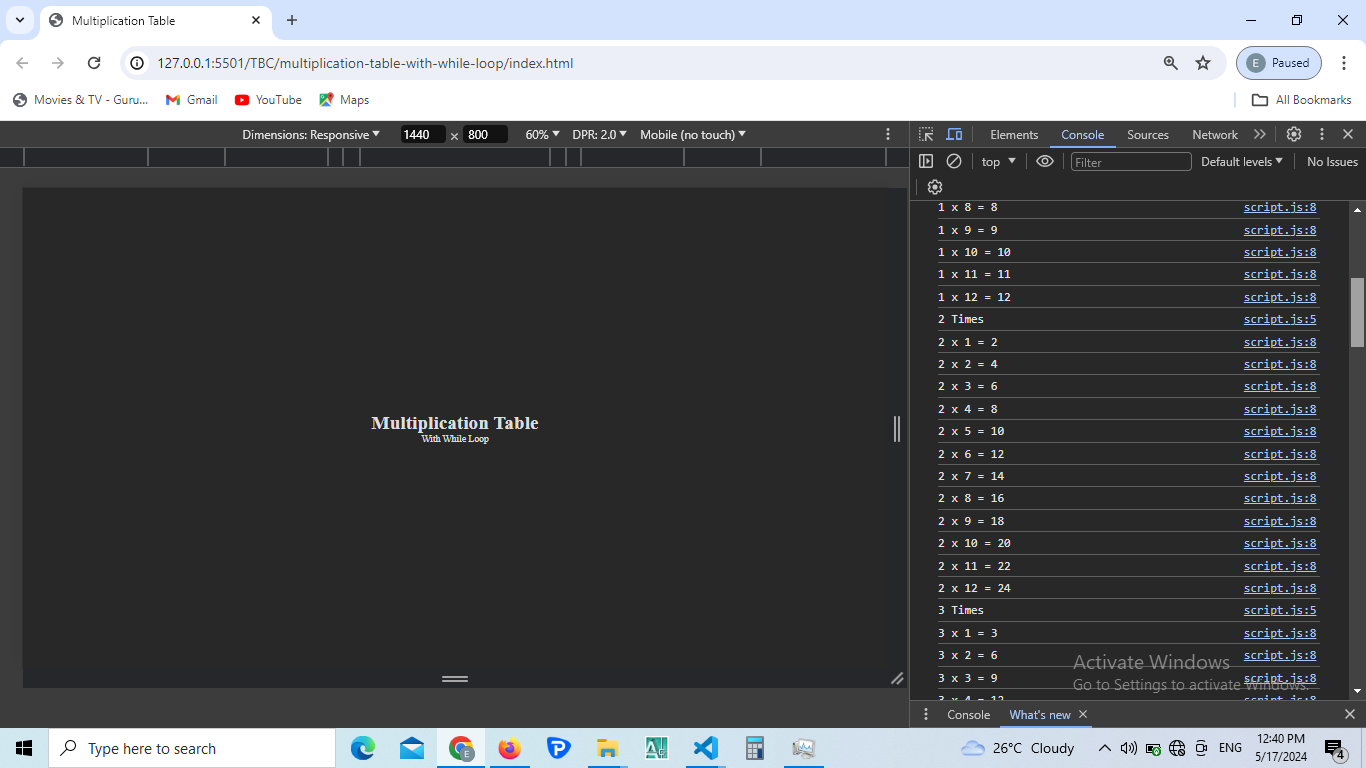 Multiplication Table
127.0.0.1:5501/TBC/multiplication-table-with-while-loop/index.html
E Paused
Movies & TV - Guru...
Gmail
YouTube
Maps
All Bookmarks
Dimensions: Responsive 1440 x 800 60% DPR: 2.0 Mobile (no touch)
Elements Console Sources Network
top Filter Default levels No Issues
Multiplication Table
With While Loop
1 x 8 = 8 script.js:8
1 x 9 = 9 script.js:8
1 x 10 = 10 script.js:8
1 x 11 = 11 script.js:8
1 x 12 = 12 script.js:8
2 Times script.js:5
2 x 1 = 2 script.js:8
2 x 2 = 4 script.js:8
2 x 3 = 6 script.js:8
2 x 4 = 8 script.js:8
2 x 5 = 10 script.js:8
2 x 6 = 12 script.js:8
2 x 7 = 14 script.js:8
2 x 8 = 16 script.js:8
2 x 9 = 18 script.js:8
2 x 10 = 20 script.js:8
2 x 11 = 22 script.js:8
2 x 12 = 24 script.js:8
3 Times script.js:5
3 x 1 = 3 script.js:8
3 x 2 = 6 script.js:8
3 x 3 = 9 script.js:8
3 x 4 = 12 script.js:8
Activate Windows
Go to Settings to activate Windows.
Console What's new
Type here to search
26°C Cloudy
ENG
12:40 PM
5/17/2024
4